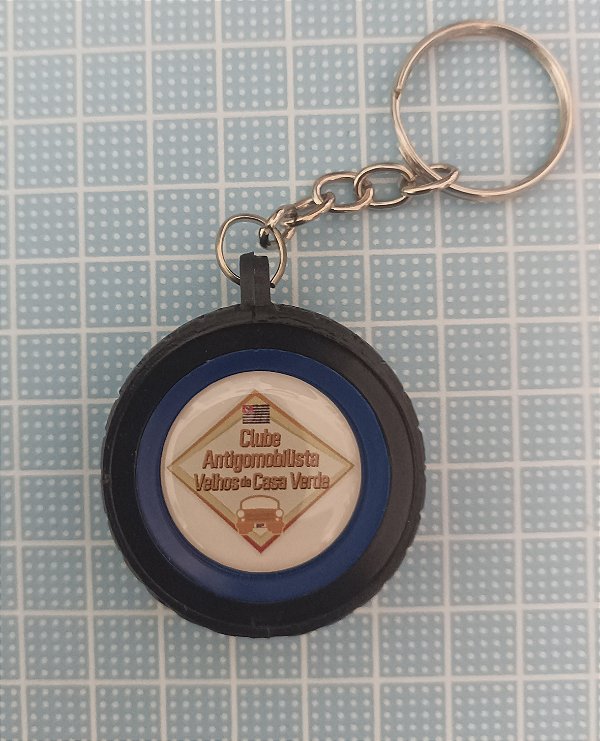 Clube
Antigomobilista
Velhos da Casa Verde